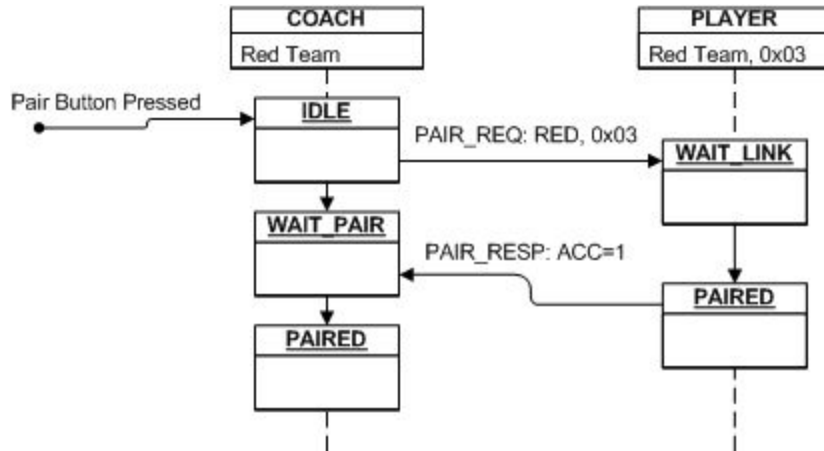 COACH
Red Team
PLAYER
Red Team, 0x03
Pair Button Pressed
IDLE
PAIR_REQ: RED, 0x03
WAIT_LINK
WAIT_PAIR
PAIR_RESP: ACC=1
PAIRED
PAIRED